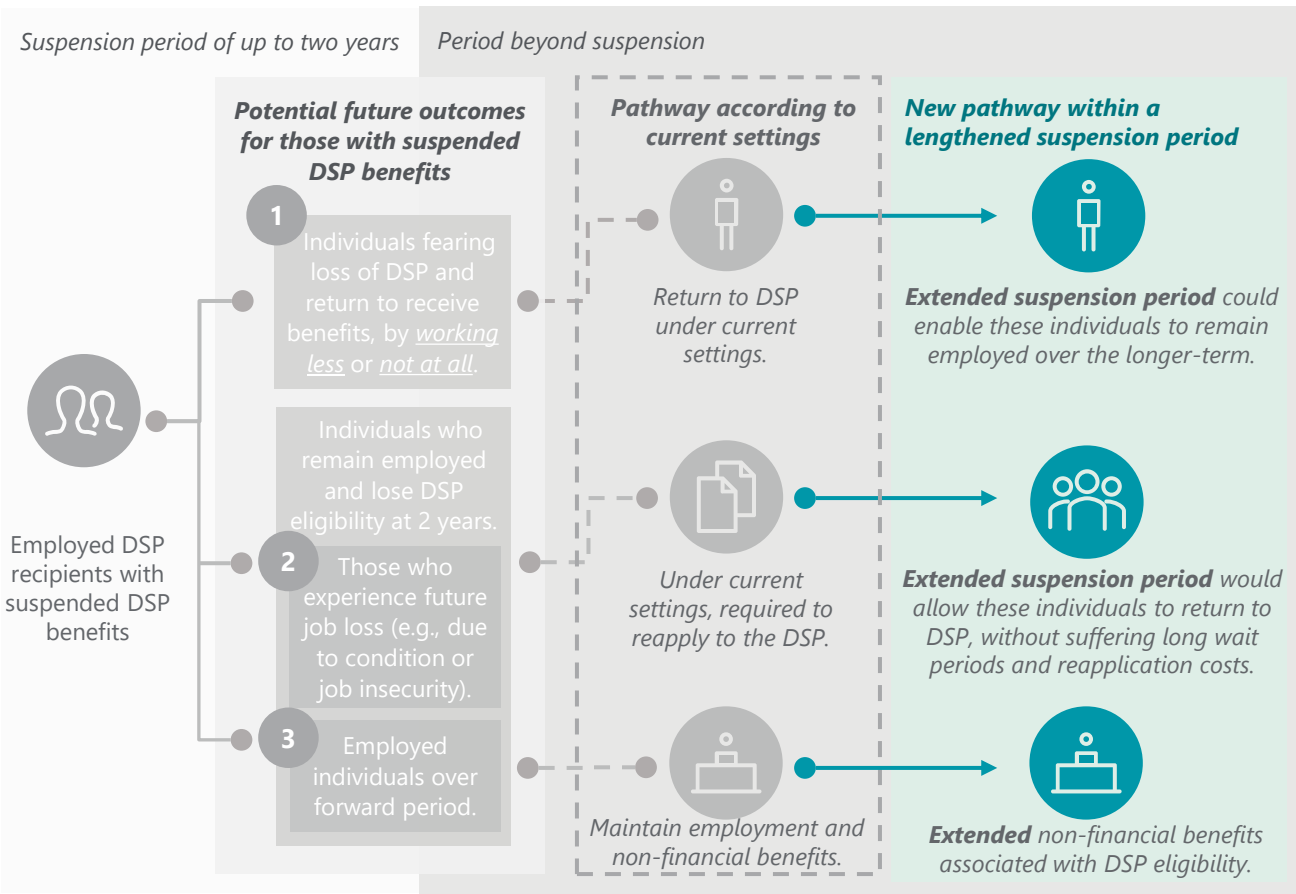 Suspension period of up to two years
Period beyond suspension
Potential future outcomes
for those with suspended
DSP benefits
Pathway according to
current settings
New pathway within a
lengthened suspension period
Employed DSP
recipients with
suspended DSP
benefits
1
Individuals fearing
loss of DSP and
return to receive
benefits, by working
less or not at all.
Return to DSP
under current
settings.
Extended suspension period could
enable these individuals to remain
employed over the longer-term.
Individuals who
remain employed
and lose DSP
eligibility at 2 years.
2
Those who
experience future
job loss (e.g., due
to condition or
job insecurity).
Under current
settings, required to
reapply to the DSP.
Extended suspension period would
allow these individuals to return to
DSP, without suffering long wait
periods and reapplication costs.
3
Employed
individuals over
forward period.
Maintain employment and
non-financial benefits.
Extended non-financial benefits
associated with DSP eligibility.